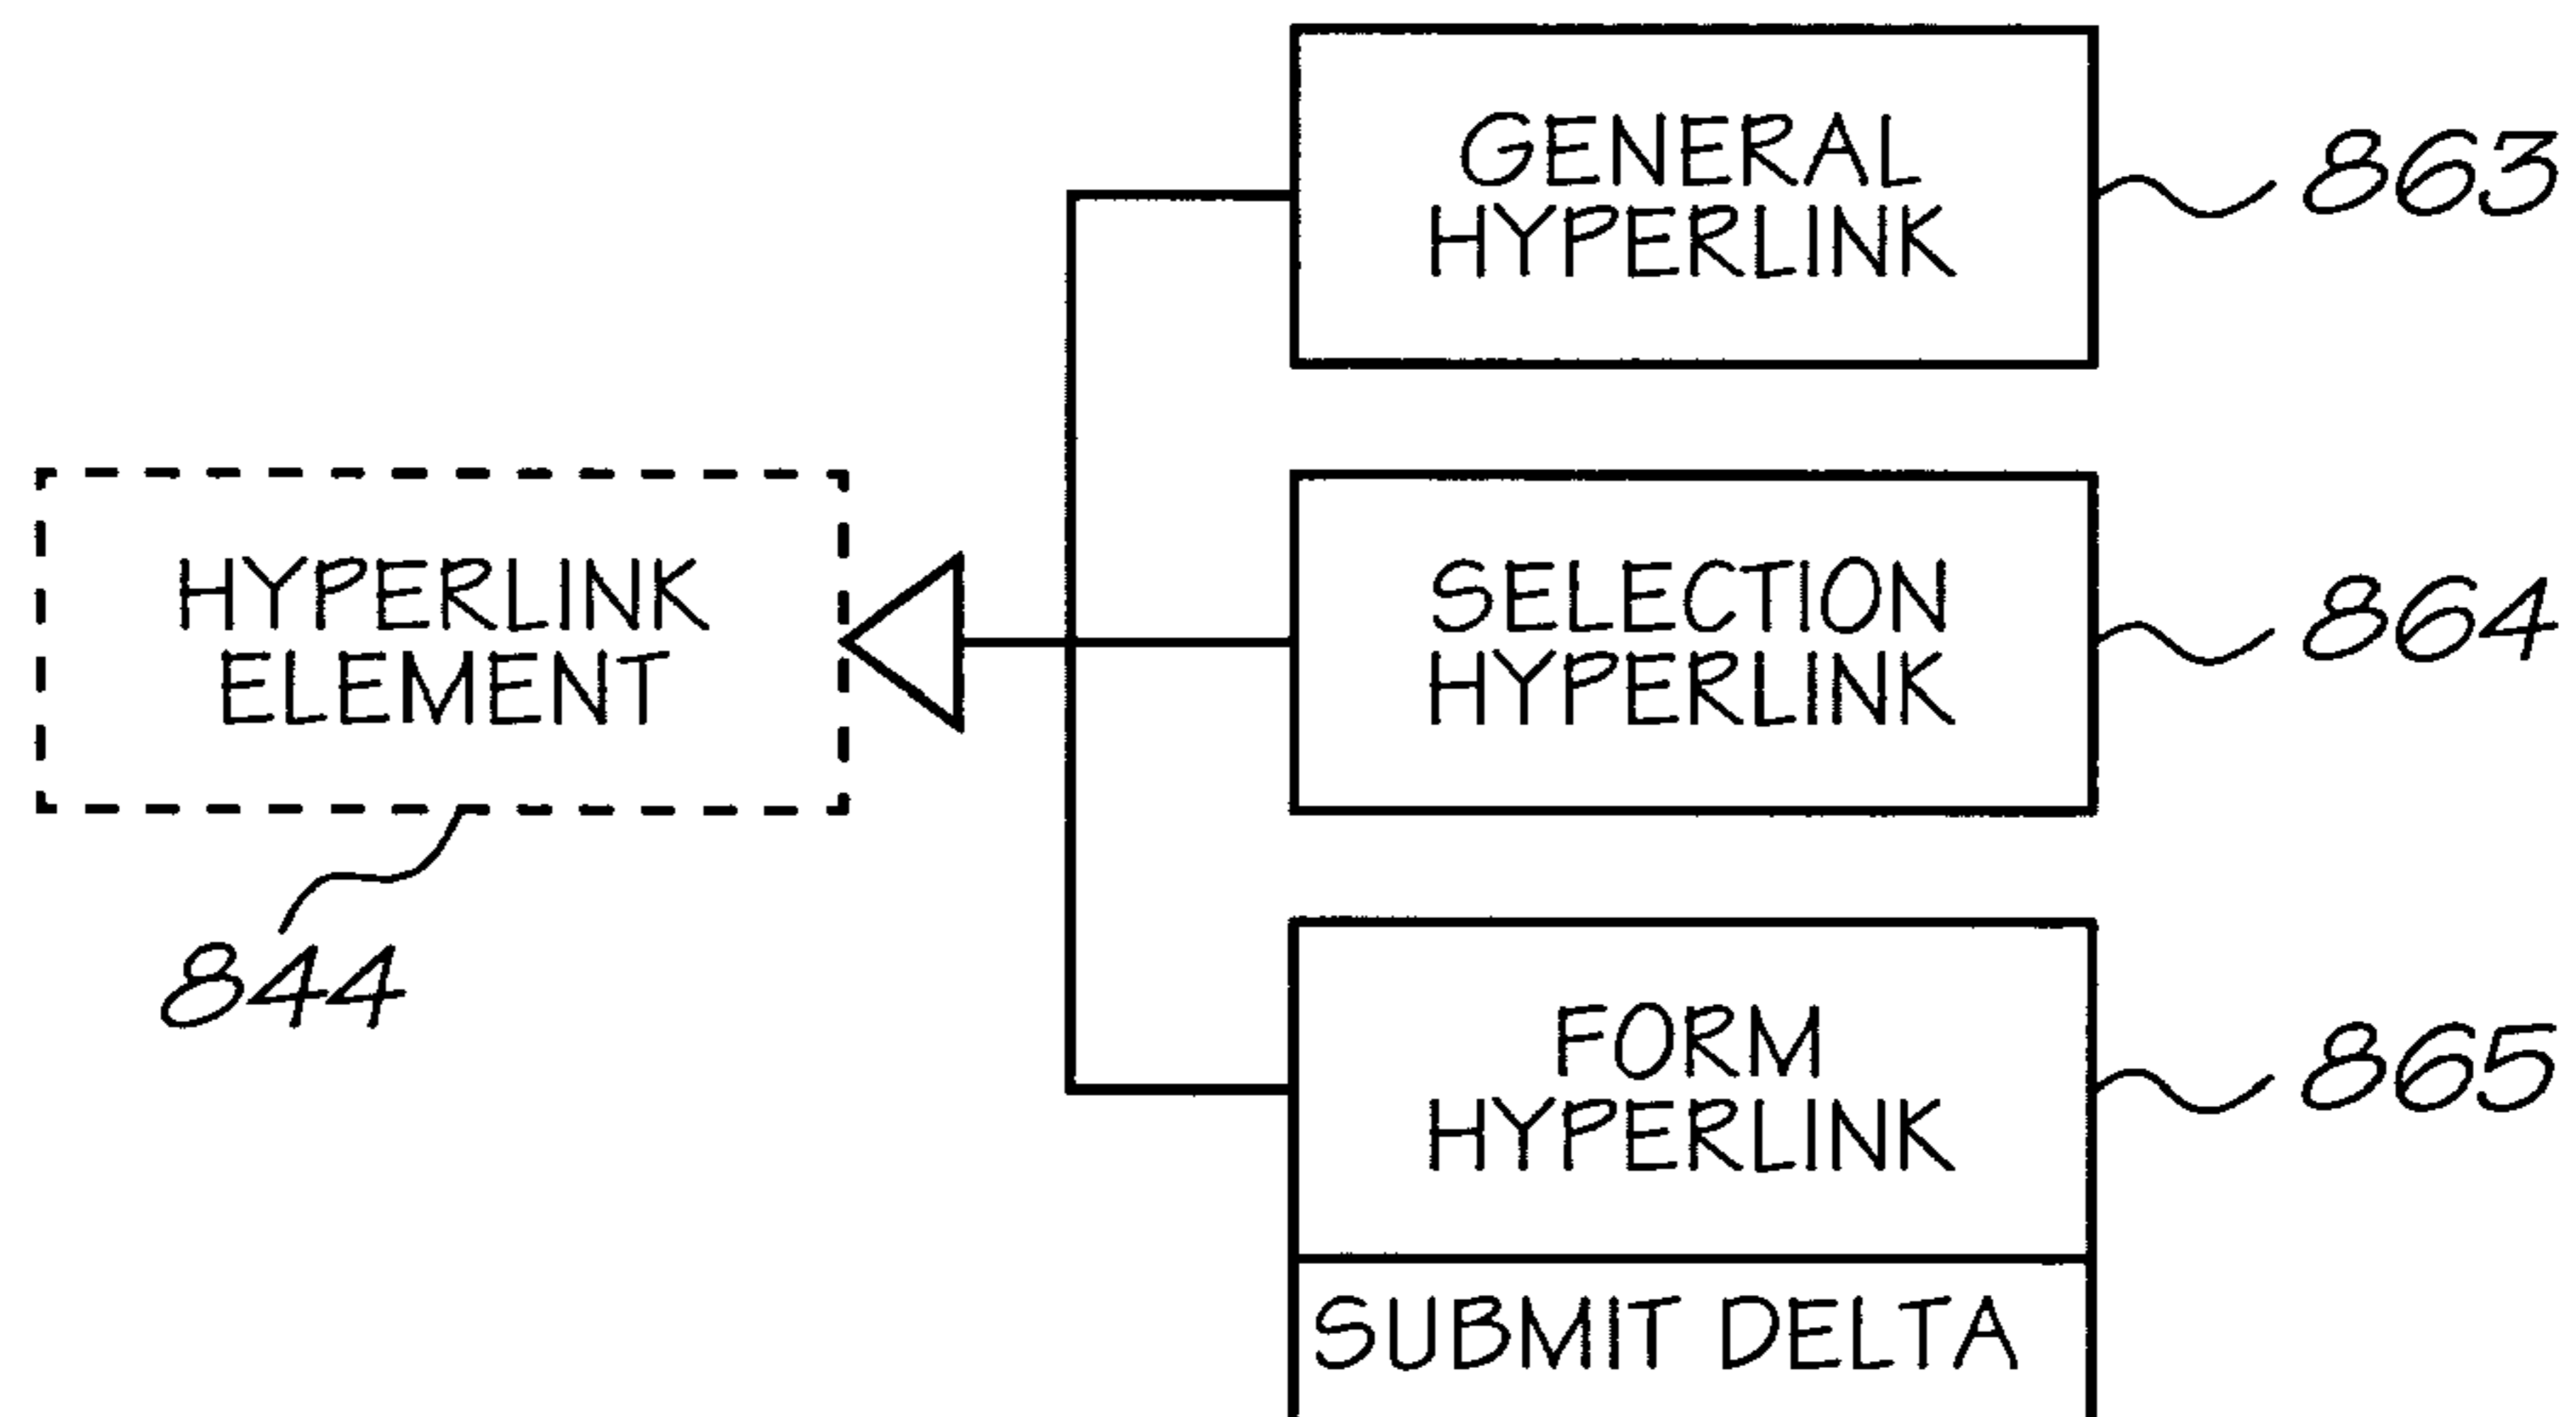 GENERAL
HYPERLINK
863
HYPERLINK
ELEMENT
844
SELECTION
HYPERLINK
864
FORM
HYPERLINK
865
SUBMIT DELTA